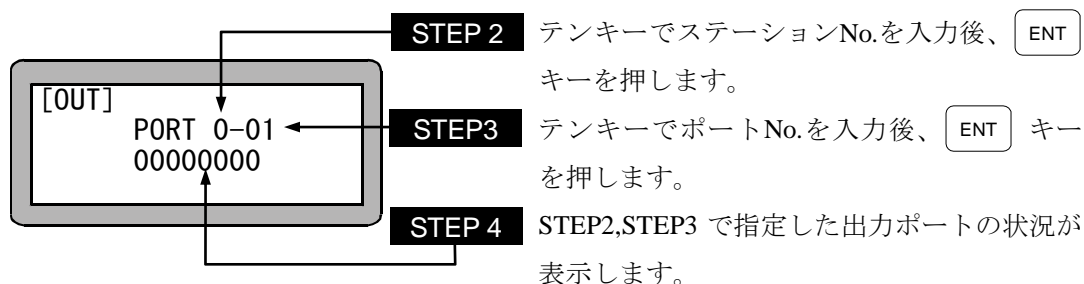 STEP 2
テンキーでステーションNo.を入力後、 ENT
キーを押します。
[OUT]
PORT 0-01
00000000
STEP3
テンキーでポートNo.を入力後、 ENT キー
を押します。
STEP 4
STEP2,STEP3 で指定した出力ポートの状況が
表示します。